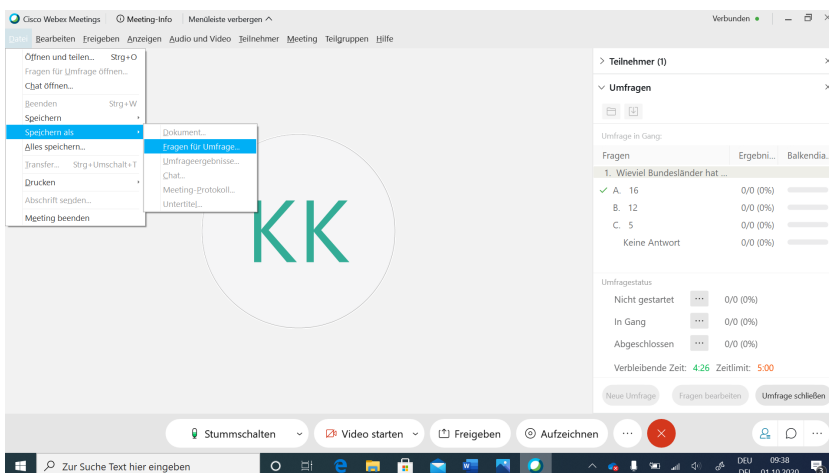 Cisco Webex Meetings Meeting-Info Menüleiste verbergen Verbunden
Datei Bearbeiten Freigeben Anzeigen Audio und Video Teilnehmer Meeting Teilgruppen Hilfe
Öffnen und teilen... Strg+O
Fragen für Umfrage öffnen...
Chat öffnen...
Beenden Strg+W
Speichern
Speichern als
Alles speichern...
Transfer... Strg+Umschalt+T
Drucken
Abschrift senden...
Meeting beenden
Dokument...
Fragen für Umfrage...
Umfrageergebnisse...
Chat...
Meeting-Protokoll...
Untertitel...
KK
Teilnehmer (1)
Umfragen
Umfrage in Gang:
Fragen Ergebni... Balkendia...
1. Wieviel Bundesländer hat ...
A. 16 0/0 (0%)
B. 12 0/0 (0%)
C. 5 0/0 (0%)
Keine Antwort 0/0 (0%)
Umfragestatus
Nicht gestartet ... 0/0 (0%)
In Gang ... 0/0 (0%)
Abgeschlossen ... 0/0 (0%)
Verbleibende Zeit: 4:26 Zeitlimit: 5:00
Neue Umfrage Fragen bearbeiten Umfrage schließen
Stummschalten Video starten Freigeben Aufzeichnen
Zur Suche Text hier eingeben
DEU 09:38
DEU 01.10.2020